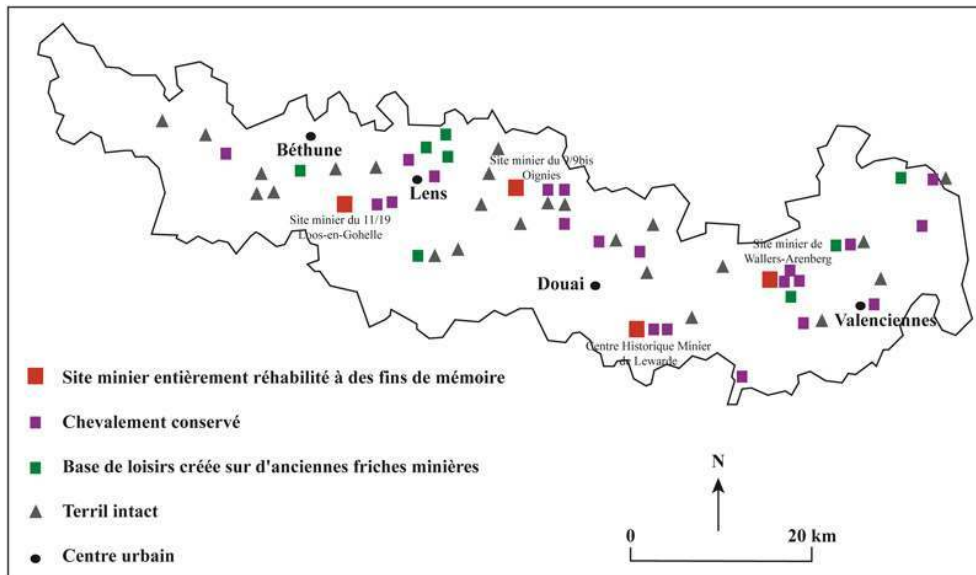 Béthune
Site minier du 9/9bis
Oignies
Lens
Site minier du 11/19
Loos-en-Gohelle
Site minier de
Wallers-Arenberg
Douai
Valenciennes
Centre Historique Minier
de Lewarde
Site minier entièrement réhabilité à des fins de mémoire
Chevalement conservé
Base de loisirs créée sur d'anciennes friches minières
Terril intact
Centre urbain
N
0 20 km